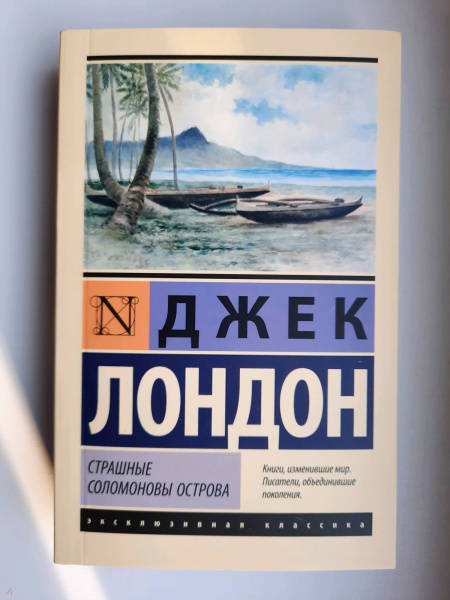 N ДЖЕК
ЛОНДОН
СТРАШНЫЕ
СОЛОМОНОВЫ ОСТРОВА
Книги, изменившие мир.
Писатели, объединившие
поколения.
эксклюзивная классика